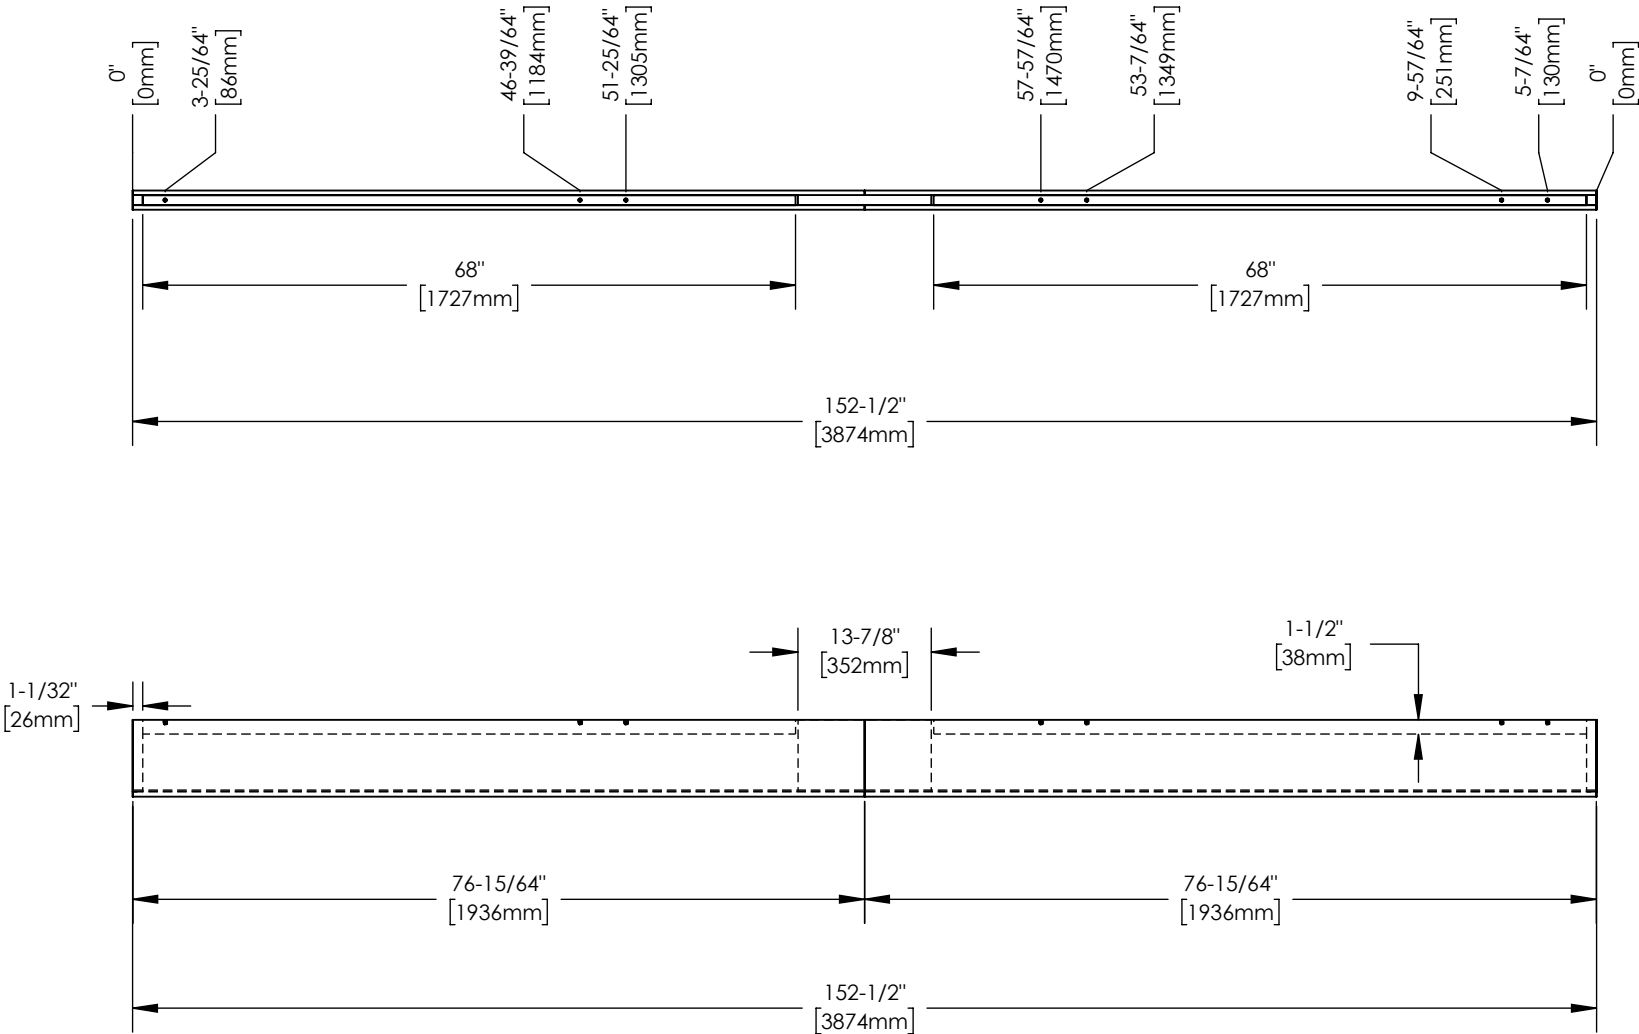 0"
[0mm]
3-25/64"
[86mm]
46-39/64"
[1184mm]
51-25/64"
[1305mm]
57-57/64"
[1470mm]
53-7/64"
[1349mm]
9-57/64"
[251mm]
5-7/64"
[130mm]
0"
[0mm]
68"
[1727mm]
68"
[1727mm]
152-1/2"
[3874mm]
13-7/8"
[352mm]
1-1/2"
[38mm]
1-1/32"
[26mm]
76-15/64"
[1936mm]
76-15/64"
[1936mm]
152-1/2"
[3874mm]